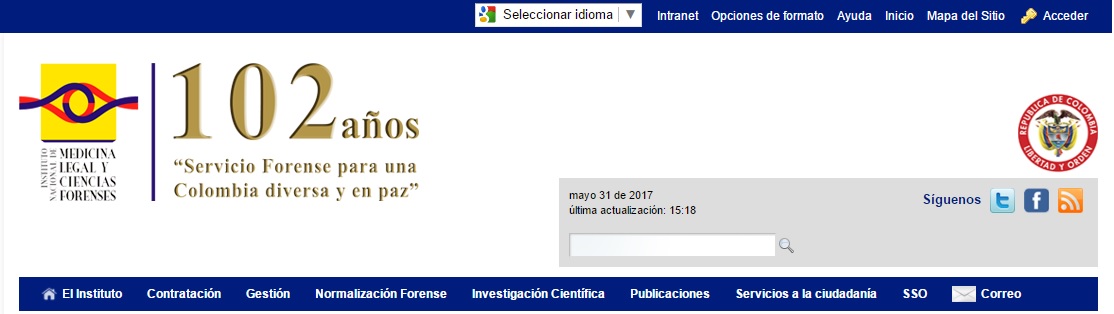 Seleccionar idioma ▼ Intranet Opciones de formato Ayuda Inicio Mapa del Sitio Acceder
102 años
"Servicio Forense para una
Colombia diversa y en paz"
INSTITUTO
NACIONAL DE
MEDICINA
LEGAL Y
CIENCIAS
FORENSES
REPUBLICA DE COLOMBIA
LIBERTAD Y ORDEN
mayo 31 de 2017
última actualización: 15:18
Síguenos
El Instituto Contratación Gestión Normalización Forense Investigación Científica Publicaciones Servicios a la ciudadanía SSO Correo